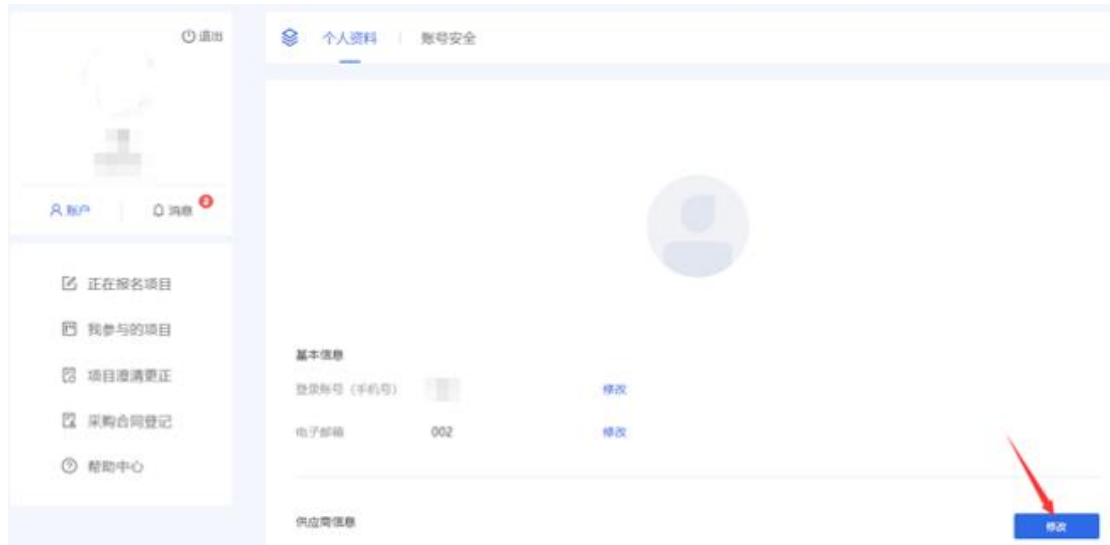 退出
个人资料 账号安全
账户 消息 2
正在报名项目
我参与的项目
项目澄清更正
采购合同登记
帮助中心
基本信息
登录账号（手机号） 修改
电子邮箱 002 修改
供应商信息 修改